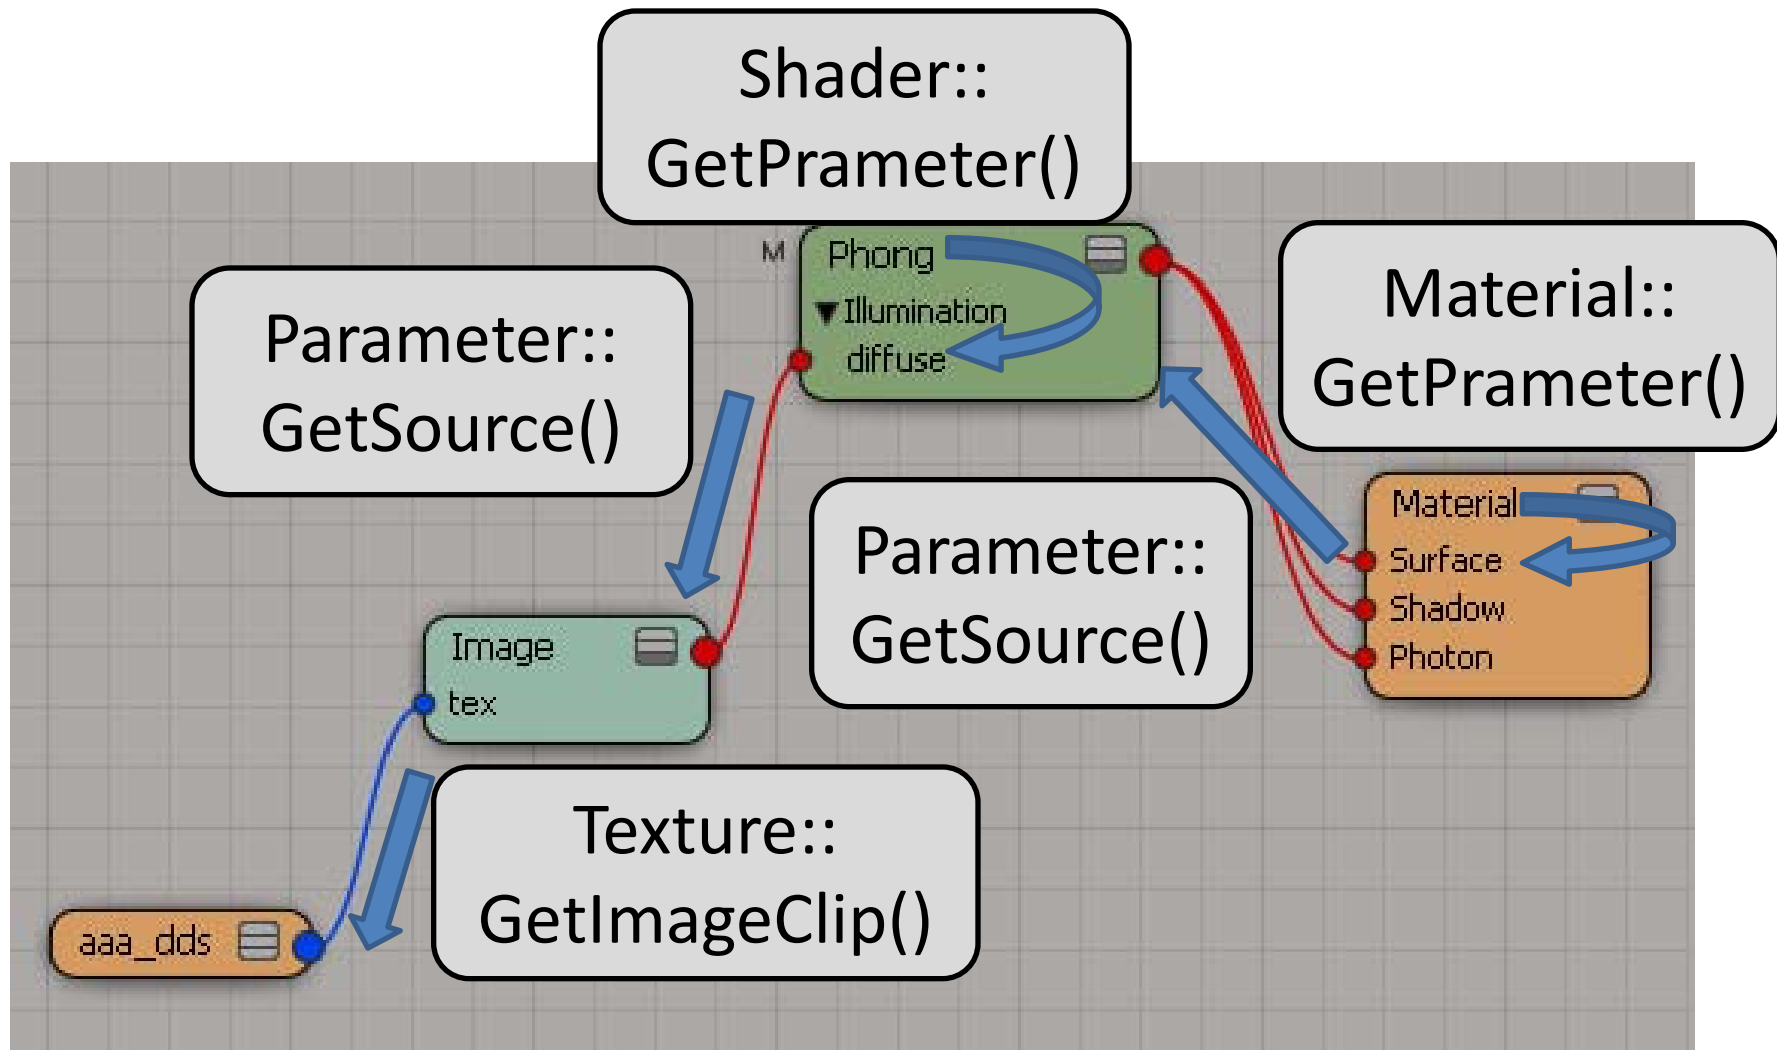 Shader::
GetPrameter()
M
Phong
Illumination
diffuse
Parameter::
GetSource()
Material::
GetPrameter()
Parameter::
GetSource()
Material
Surface
Shadow
Photon
Image
tex
Texture::
GetImageClip()
aaa_dds